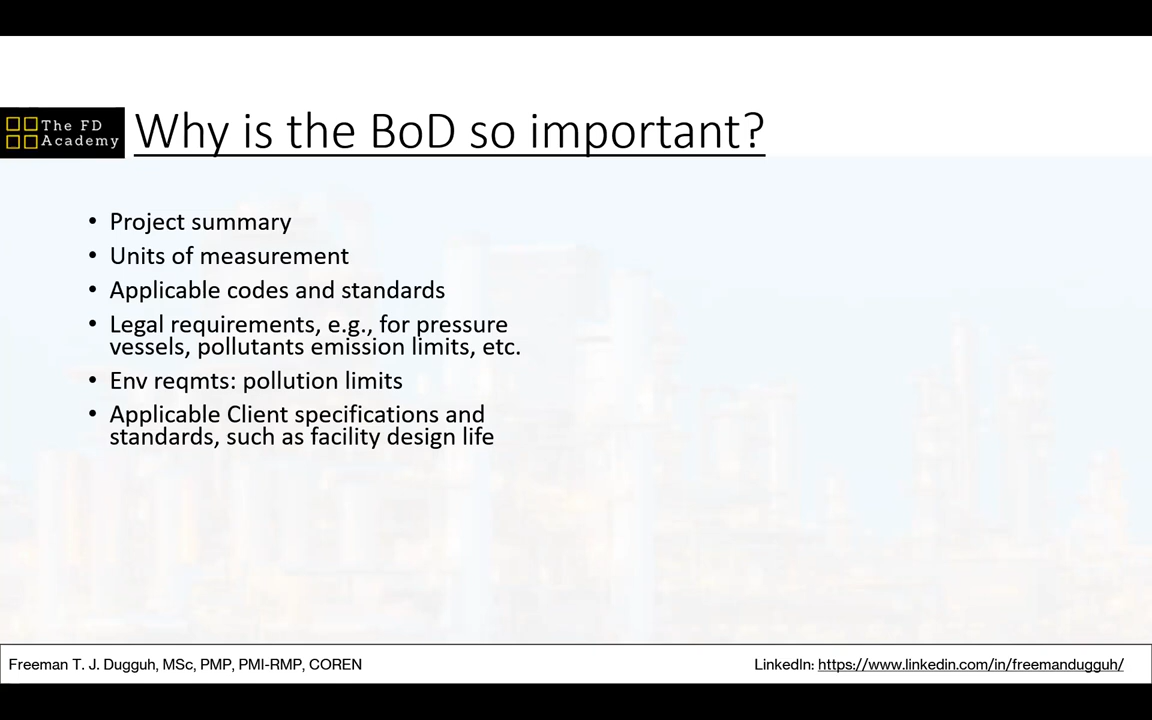 The FD
Academy
Why is the BoD so important?
• Project summary
• Units of measurement
• Applicable codes and standards
• Legal requirements, e.g., for pressure
vessels, pollutants emission limits, etc.
• Env reqmts: pollution limits
• Applicable Client specifications and
standards, such as facility design life
Freeman T. J. Dugguh, MSc, PMP, PMI-RMP, COREN
LinkedIn: https://www.linkedin.com/in/freemandugguh/